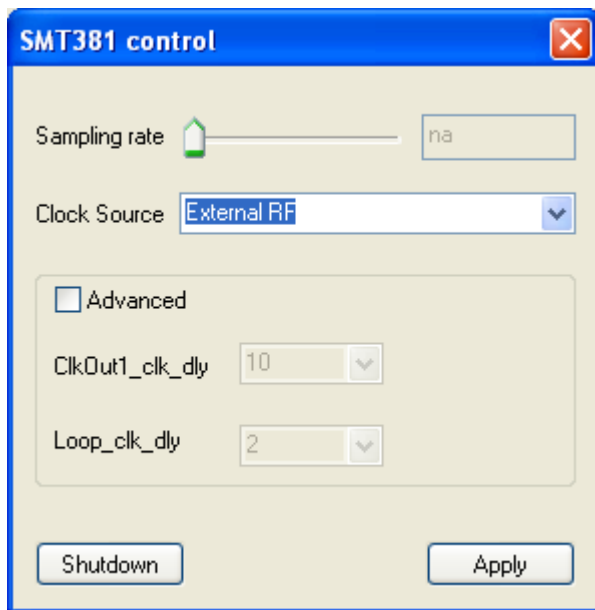 SMT381 control
Sampling rate na
Clock Source External RF
Advanced
ClkOut1_clk_dly 10
Loop_clk_dly 2
Shutdown Apply